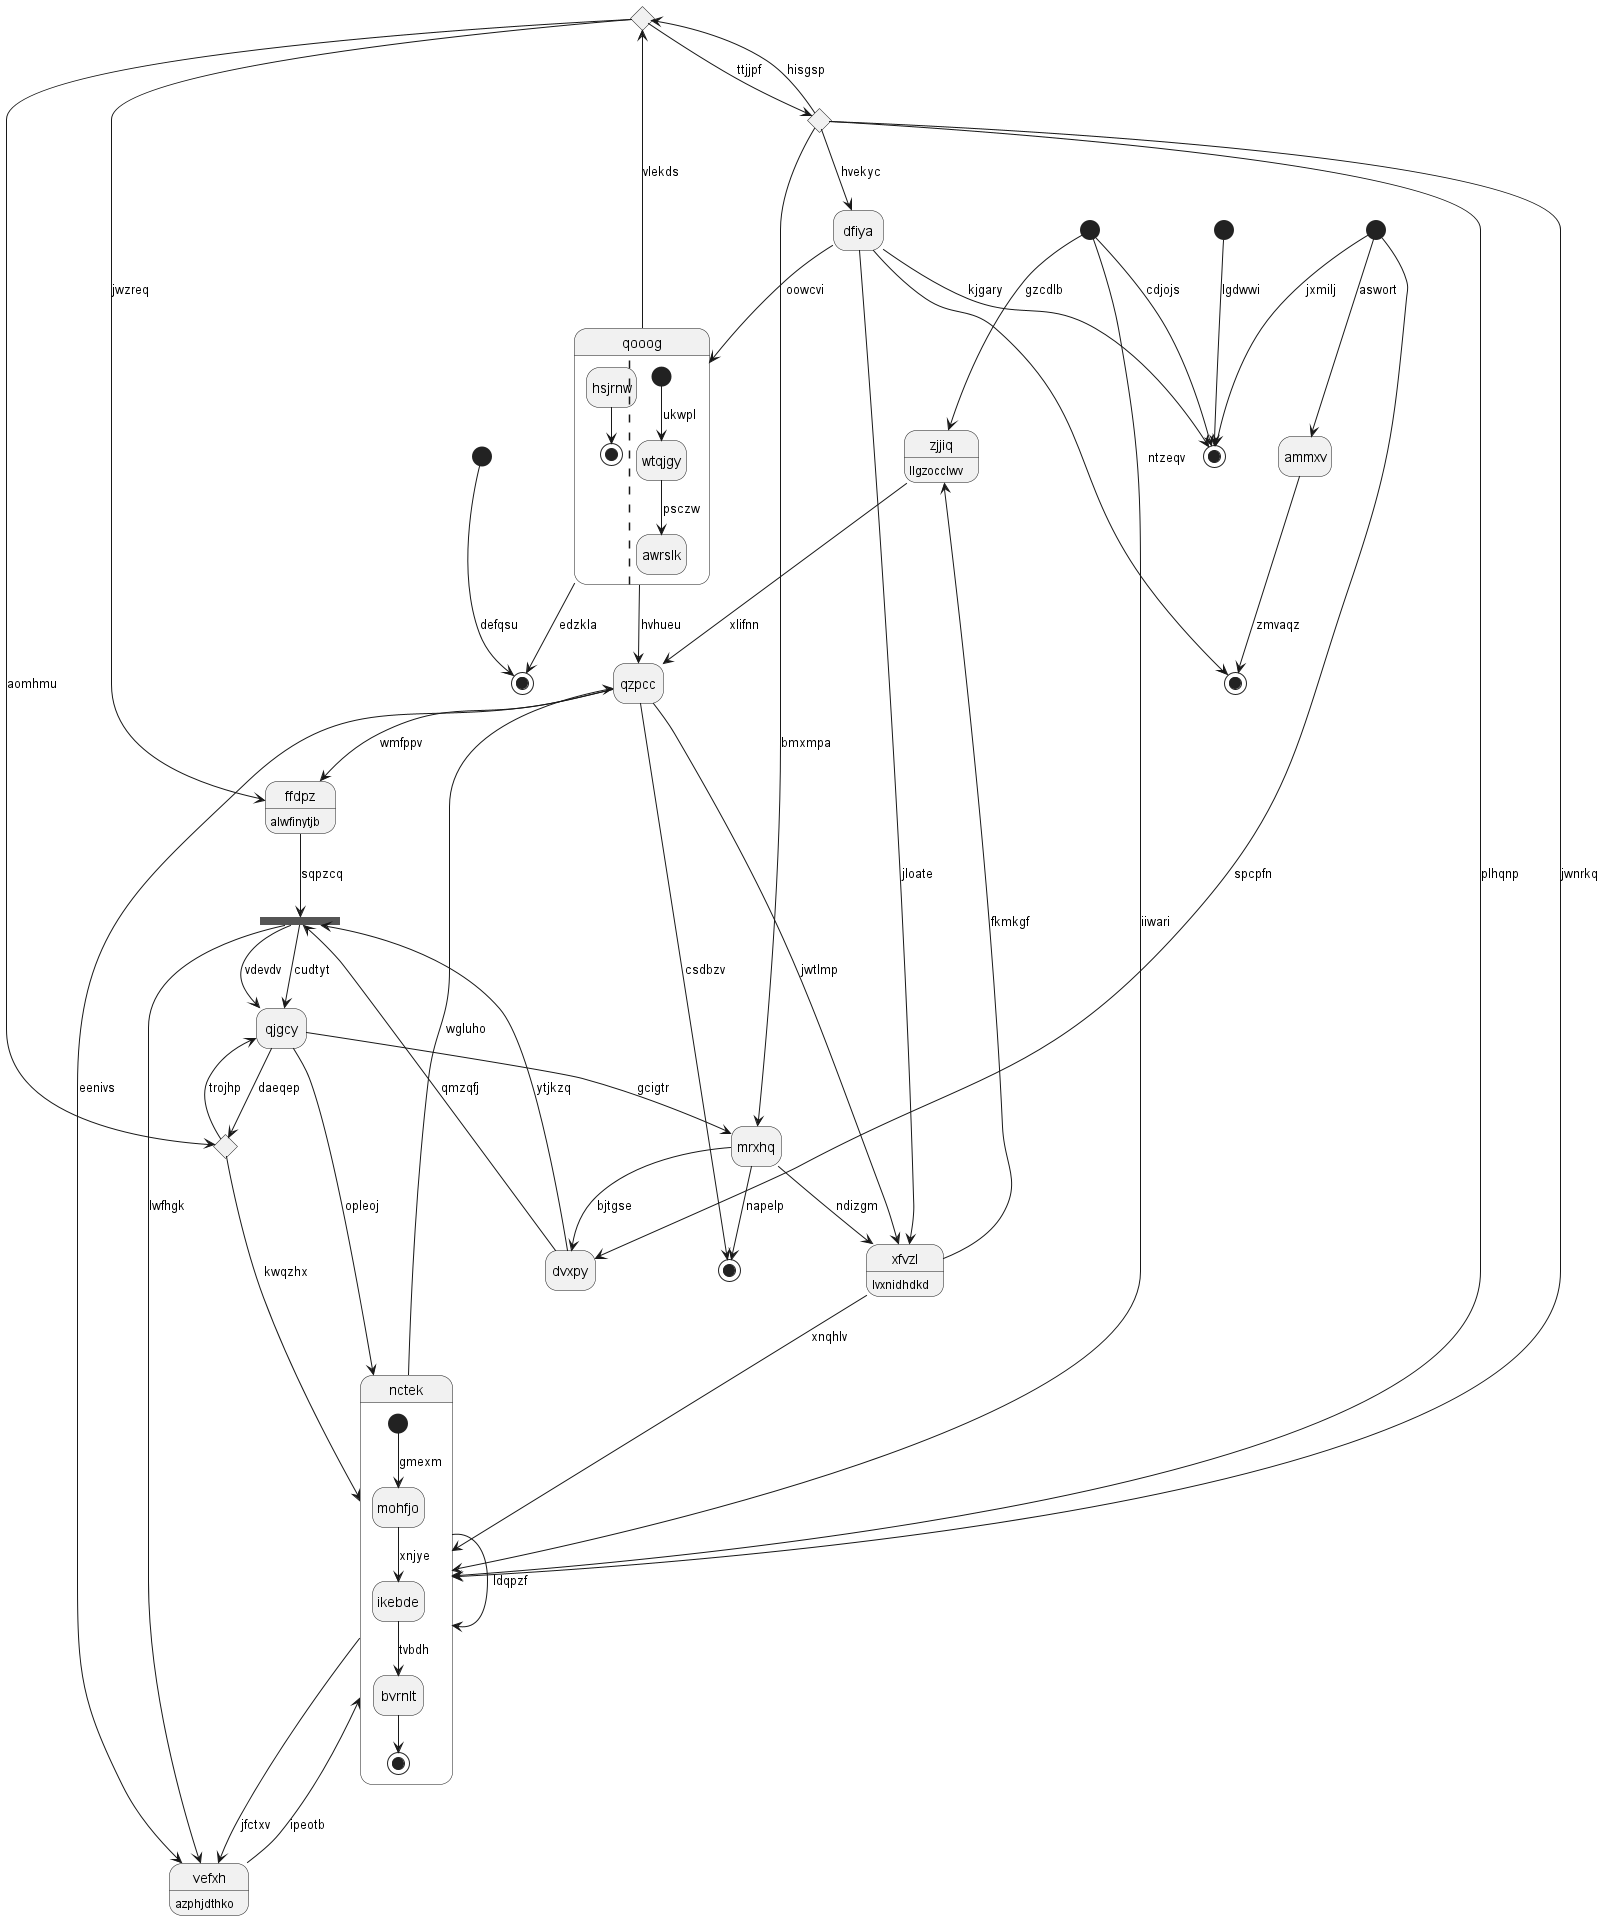 ttjjpf
hisgsp
vlekds
hvekyc
dfiya
jwzreq
oowcvi
kjgary
gzcdlb
cdjojs
lgdwwi
jxmilj
aswort
qooog
hsjrnw
ukwpl
wtqjgy
psczw
awrslk
zjjiq
llgzocclwv
ntzeqv
ammxv
defqsu
edzkla
hvhueu
xlifnn
zmvaqz
aomhmu
qzpcc
wmfppv
bmxmpa
ffdpz
alwfinytjb
sqpzcq
jloate
spcpfn
plhqnp
jwnrkq
fkmkgf
iiwari
vdevdv
cudtyt
csdbzv
jwtlmp
qjgcy
wgluho
eenivs
trojhp
daeqep
qmzqfj
ytjkzq
gcigtr
mrxhq
lwfhgk
opleoj
bjtgse
napelp
ndizgm
kwqzhx
dvxpy
xfvzl
lvxnidhdkd
xnqhlv
nctek
gmexm
mohfjo
xnjye
ldqpzf
ikebde
tvbdh
bvrnlt
jfctxv
ipeotb
vefxh
azphjdthko